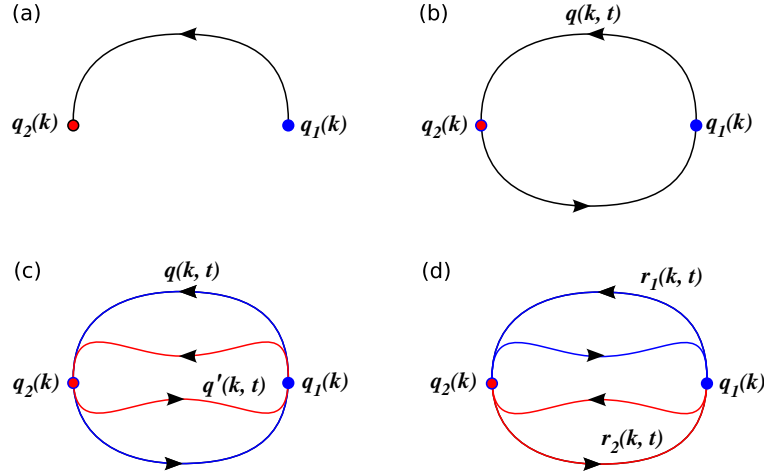 (a)
q₂(k)
q₁(k)
(b)
q(k, t)
q₂(k)
q₁(k)
(c)
q(k, t)
q₂(k)
q'(k, t)
q₁(k)
(d)
r₁(k, t)
q₂(k)
q₁(k)
r₂(k, t)